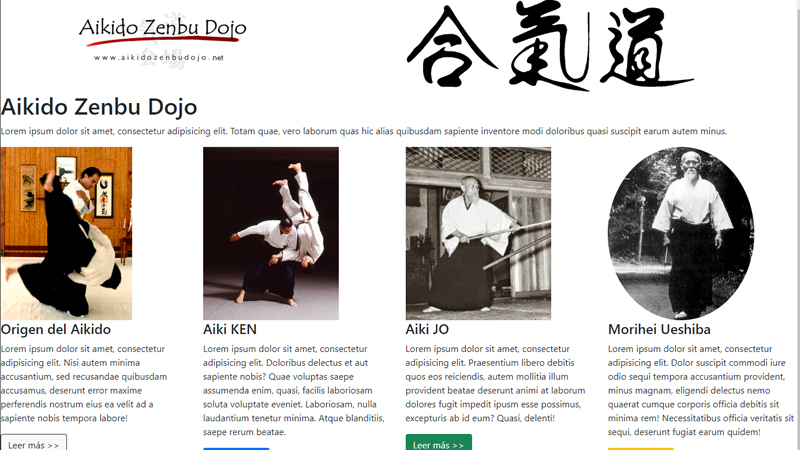 Aikido Zenbu Dojo
www.aikidozenbudojo.net
合氣道
Aikido Zenbu Dojo
Lorem ipsum dolor sit amet, consectetur adipisicing elit. Totam quae, vero laborum quas hic alias quibusdam sapiente inventore modi doloribus quasi suscipit earum autem minus.
Origen del Aikido
Lorem ipsum dolor sit amet, consectetur
adipisicing elit. Nisi autem minima
accusantium, sed recusandae quibusdam
accusamus, deserunt error maxime
perferendis nostrum eius ea velit ad a
sapiente nobis tempora labore!
Leer más >>
Aiki KEN
Lorem ipsum dolor sit amet, consectetur
adipisicing elit. Doloribus delectus et aut
sapiente nobis? Quae voluptas saepe
assumenda enim, quasi, facilis laboriosam
soluta voluptate eveniet. Laboriosam, nulla
laudantium tenetur minima. Atque blanditiis,
saepe rerum beatae.
Aiki JO
Lorem ipsum dolor sit amet, consectetur
adipisicing elit. Praesentium libero debitis
quos eos reiciendis, autem mollitia illum
provident beatae deserunt animi at laborum
dolores fugit impedit ipsum esse possimus,
excepturis ab id eum? Quasi, deleniti!
Leer más >>
Morihei Ueshiba
Lorem ipsum dolor sit amet, consectetur
adipisicing elit. Dolor suscipit commodi iure
odio sequi tempora accusantium provident,
minus magnam, eligendi delectus nemo
quaerat cumque corporis officia debitis sit
minima rem! Necessitatibus officia veritatis sit
sequi, deserunt fugiat earum quidem!